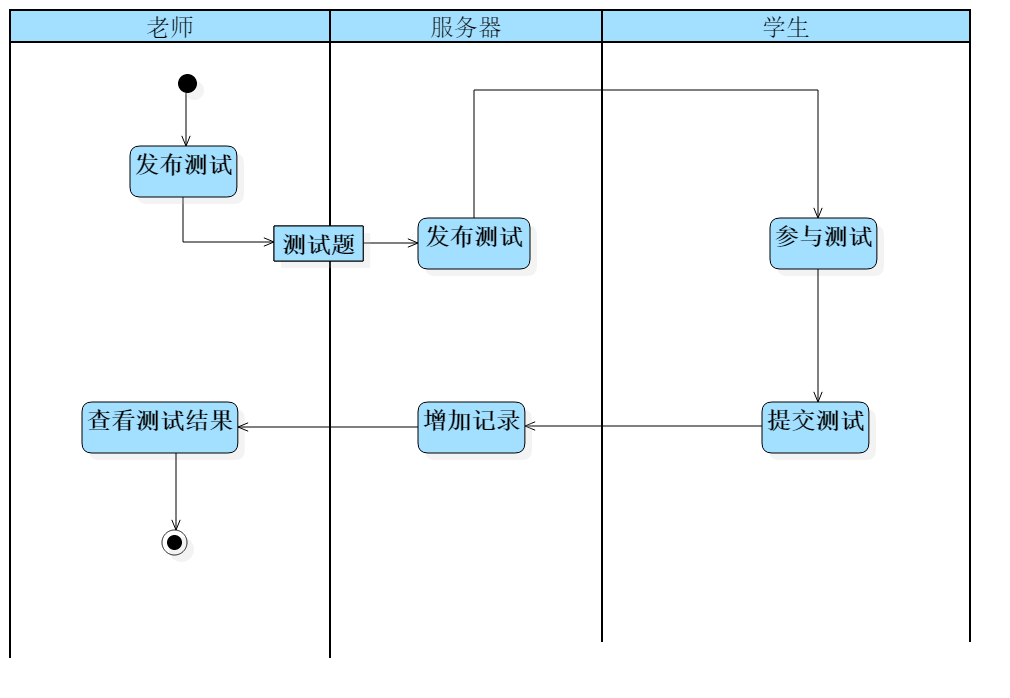 老师
服务器
学生
发布测试
测试题
发布测试
参与测试
查看测试结果
增加记录
提交测试